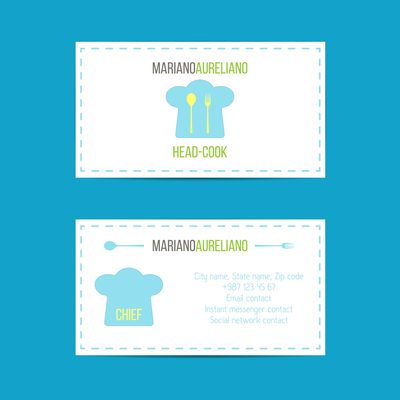 MARIANOAURELIANO
HEAD-COOK
MARIANOAURELIANO
CHIEF
City name, State name, Zip code
+987 123 45 67
Email contact
Instant messenger contact
Social network contact